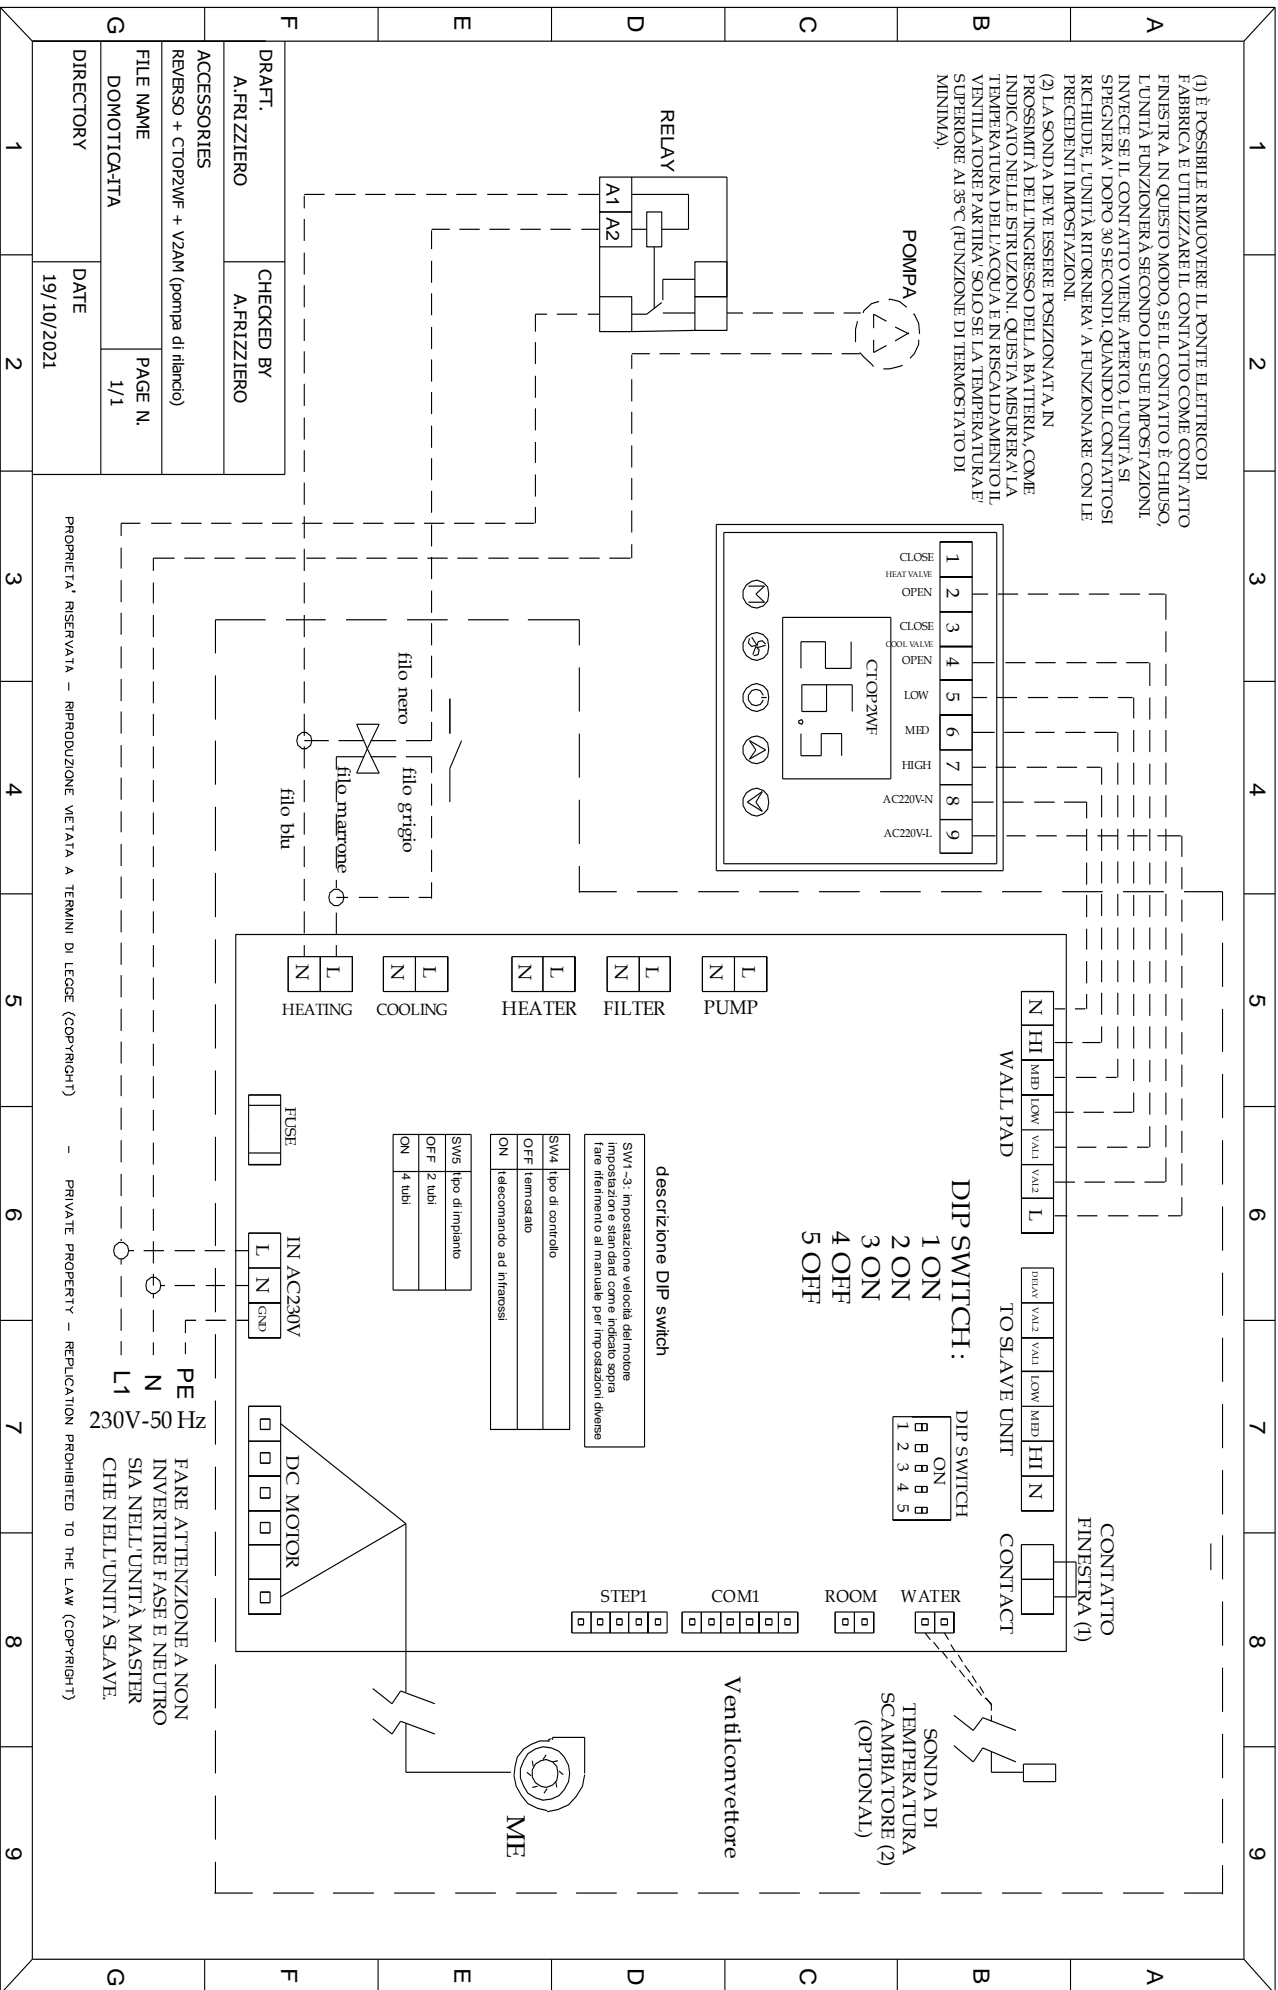 1
2
3
4
5
6
7
8
9
A
B
C
D
E
F
G
(1) È POSSIBILE RIMUOVERE IL PONTE ELETTRICO DI
FABBRICA E UTILIZZARE IL CONTATTO COME CONTATTO
FINESTRA. IN QUESTO MODO, SE IL CONTATTO È CHIUSO,
L'UNITÀ FUNZIONERÀ SECONDO LE SUE IMPOSTAZIONI.
INVECE SE IL CONTATTO VIENE APERTO, L'UNITÀ SI
SPEGNERA' DOPO 30 SECONDI. QUANDO IL CONTATTO SI
RICHIUDE, L'UNITÀ RITORNERA' A FUNZIONARE CON LE
PRECEDENTI IMPOSTAZIONI.
(2) LA SONDA DEVE ESSERE POSIZIONATA, IN
PROSSIMITÀ DELL'INGRESSO DELLA BATTERIA, COME
INDICATO NELLE ISTRUZIONI. QUESTA MISURERA' LA
TEMPERATURA DELL'ACQUA E IN RISCALDAMENTO IL
VENTILATORE PARTIRA' SOLO SE LA TEMPERATURA E'
SUPERIORE AI 35°C (FUNZIONE DI TERMOSTATO DI
MINIMA).
POMPA
RELAY
A1
A2
1 2 3 4 5 6 7 8 9
CLOSE
HEAT VALVE
OPEN
CLOSE
COOL VALVE
OPEN
LOW
MED
HIGH
AC220V-N
AC220V-L
CTOP2WF
26.5
M
N HI MED LOW VAL1 VAL2 L
WALL PAD
DELAY VAL2 VAL1 LOW MED HI N
TO SLAVE UNIT
CONTATTO
FINESTRA (1)
CONTACT
DIP SWITCH:
1 ON
2 ON
3 ON
4 OFF
5 OFF
DIP SWITCH
ON
1 2 3 4 5
WATER
ROOM
COM1
STEP1
SONDA DI
TEMPERATURA
SCAMBIATORE (2)
(OPTIONAL)
Ventilconvettore
ME
L
N
PUMP
L
N
FILTER
L
N
HEATER
L
N
COOLING
L
N
HEATING
descrizione DIP switch
SW1~3: impostazione velocità del motore
impostazione standard come indicato sopra
fare riferimento al manuale per impostazioni diverse
SW4 tipo di controllo
OFF termostato
ON telecomando ad infrarossi
SW5 tipo di impianto
OFF 2 tubi
ON 4 tubi
filo nero
filo grigio
filo marrone
filo blu
FUSE
IN AC230V
L N GND
DC MOTOR
PE
N
L1
230V-50 Hz
FARE ATTENZIONE A NON
INVERTIRE FASE E NEUTRO
SIA NELL'UNITÀ MASTER
CHE NELL'UNITÀ SLAVE.
DRAFT.
A.FRIZZIERO
CHECKED BY
A.FRIZZIERO
ACCESSORIES
REVERSO + CTOP2WF + V2AM (pompa di rilancio)
FILE NAME
DOMOTICA-ITA
PAGE N.
1/1
DIRECTORY
DATE
19/10/2021
PROPRIETA' RISERVATA – RIPRODUZIONE VIETATA A TERMINI DI LEGGE (COPYRIGHT) - PRIVATE PROPERTY – REPLICATION PROHIBITED TO THE LAW (COPYRIGHT)
1
2
3
4
5
6
7
8
9
A
B
C
D
E
F
G